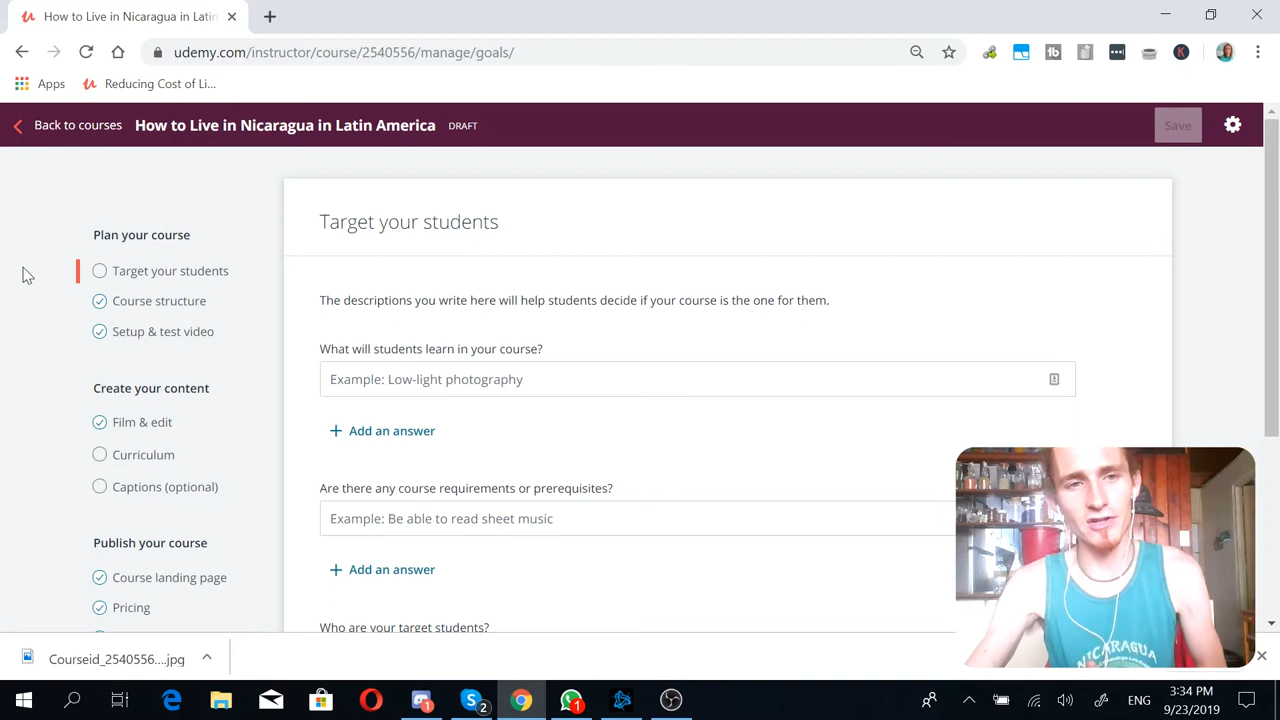 How to Live in Nicaragua in Latin
udemy.com/instructor/course/2540556/manage/goals/
Apps
Reducing Cost of Li...
Back to courses
How to Live in Nicaragua in Latin America
DRAFT
Save
Plan your course
Target your students
Course structure
Setup & test video
Create your content
Film & edit
Curriculum
Captions (optional)
Publish your course
Course landing page
Pricing
Target your students
The descriptions you write here will help students decide if your course is the one for them.
What will students learn in your course?
Example: Low-light photography
Add an answer
Are there any course requirements or prerequisites?
Example: Be able to read sheet music
Add an answer
Who are your target students?
NICARAGUA
Courseid_2540556....jpg
1
2
1
ENG
3:34 PM
9/23/2019